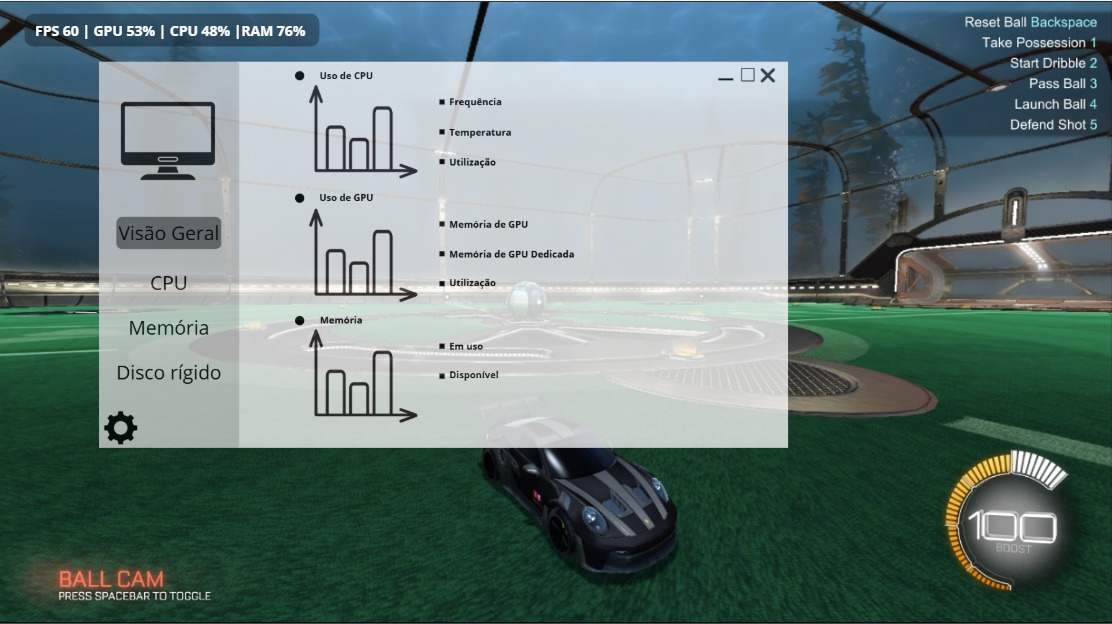 FPS 60 | GPU 53% | CPU 48% |RAM 76%
Reset Ball Backspace
Take Possession 1
Start Dribble 2
Pass Ball 3
Launch Ball 4
Defend Shot 5
Visão Geral
CPU
Memória
Disco rígido
Uso de CPU
Frequência
Temperatura
Utilização
Uso de GPU
Memória de GPU
Memória de GPU Dedicada
Utilização
Memória
Em uso
Disponível
BALL CAM
PRESS SPACEBAR TO TOGGLE
100
BOOST